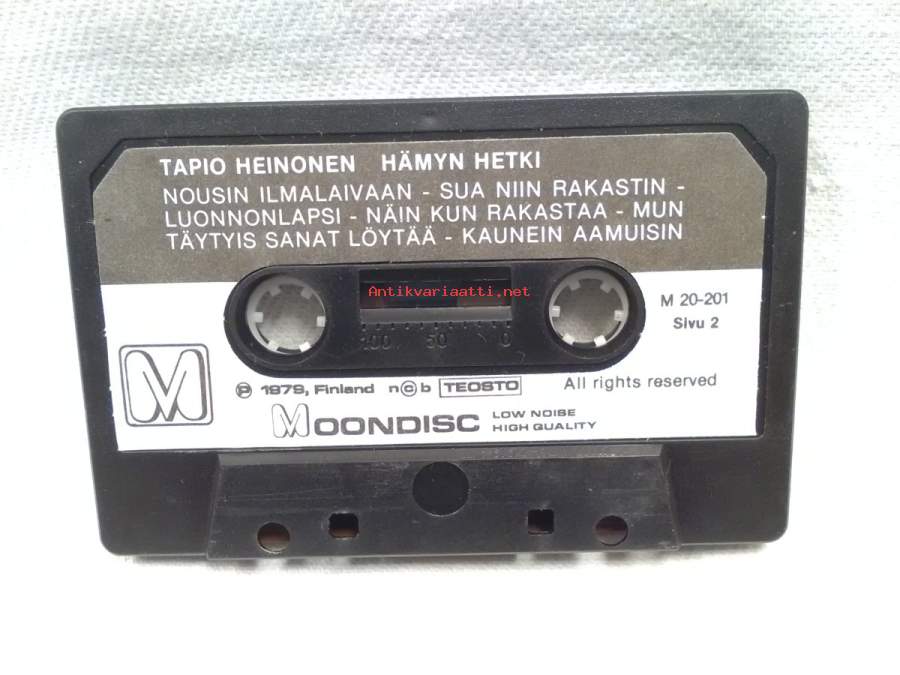 TAPIO HEINONEN HÄMYN HETKI
NOUSIN ILMALAIVAAN - SUA NIIN RAKASTIN -
LUONNONLAPSI - NÄIN KUN RAKASTAA - MUN
TÄYTYIS SANAT LÖYTÄÄ - KAUNEIN AAMUISIN
Antikvariaatti.net
100 50 0
M 20-201
Sivu 2
M
℗ 1979, Finland n©b TEOSTO All rights reserved
MOONDISC LOW NOISE
HIGH QUALITY